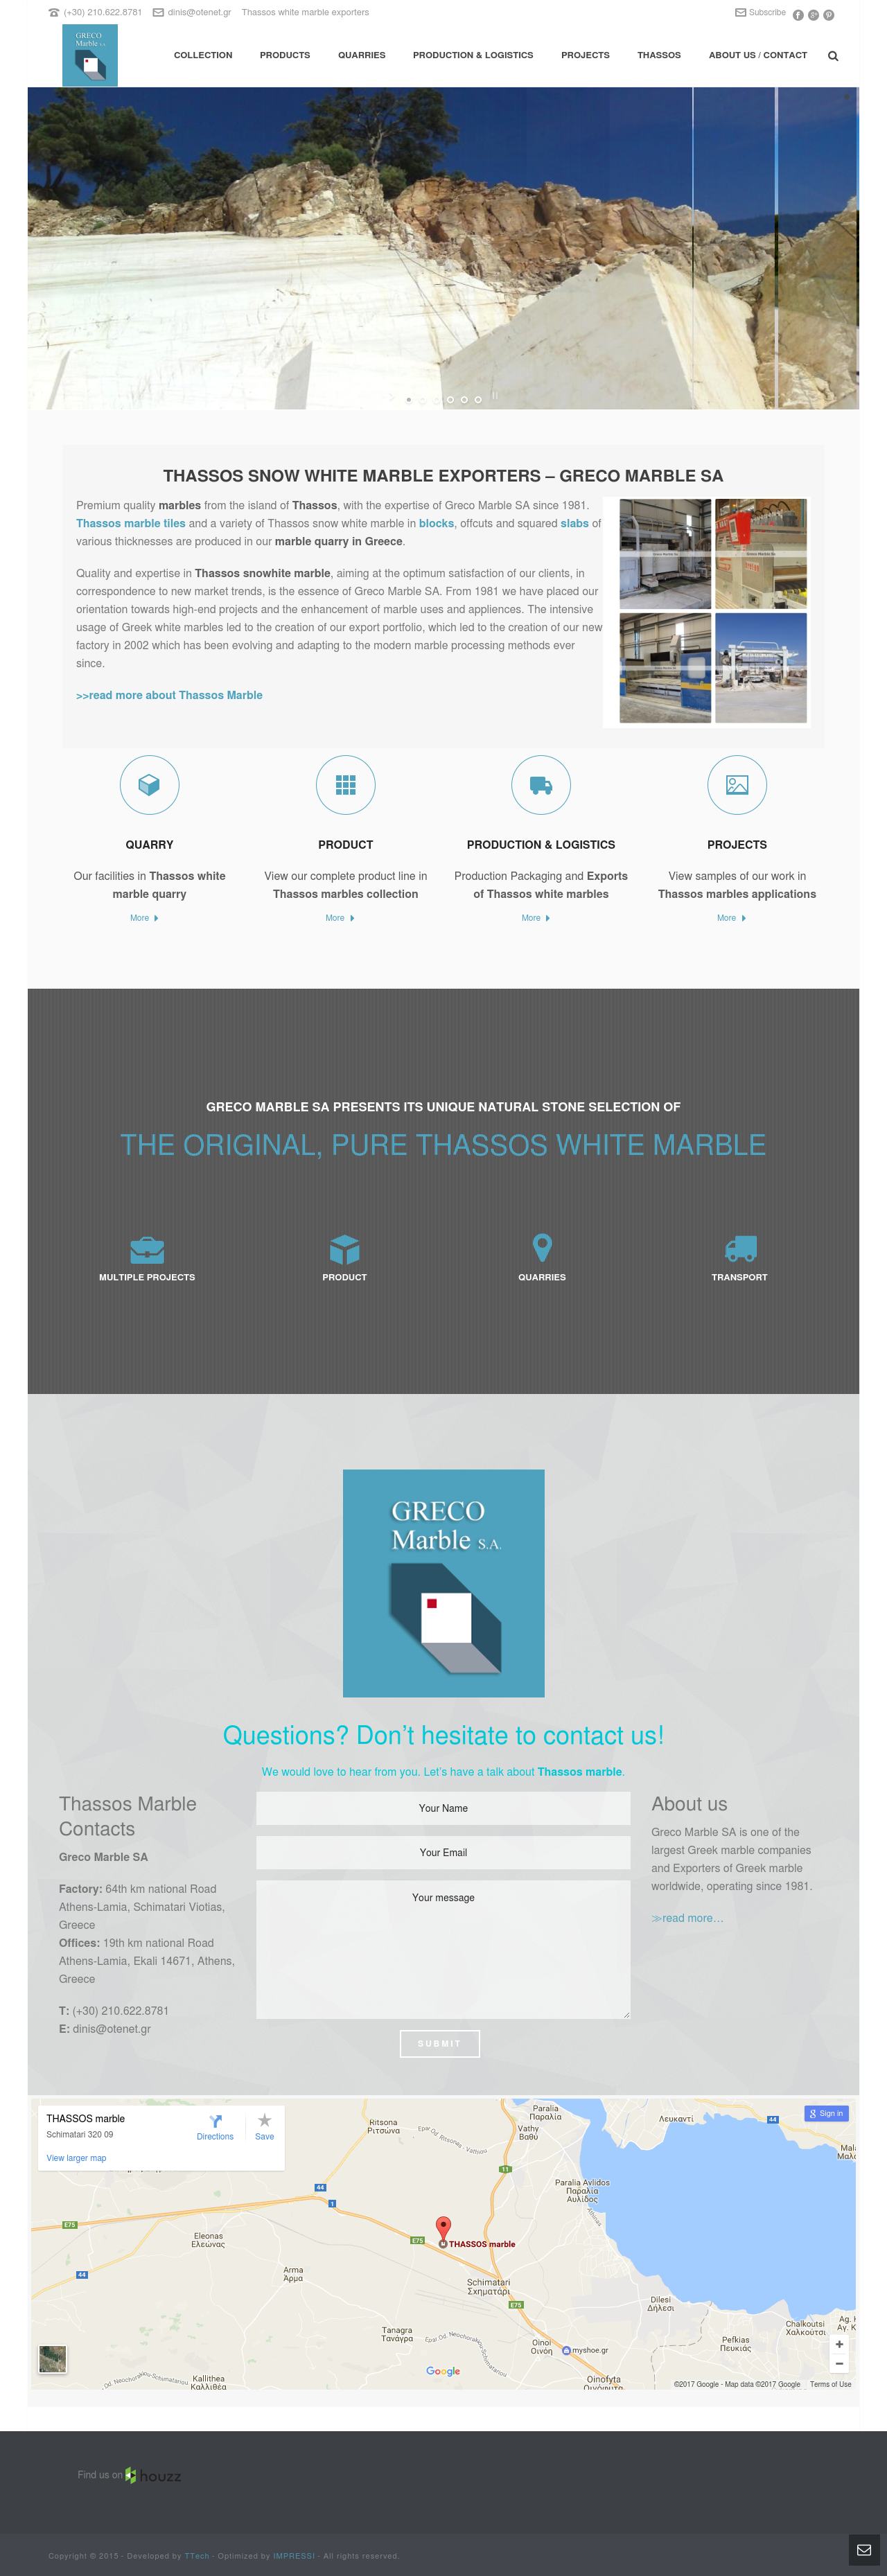 (+30) 210.622.8781 dinis@otenet.gr Thassos white marble exporters Subscribe
GRECO
Marble S.A.
COLLECTION PRODUCTS QUARRIES PRODUCTION & LOGISTICS PROJECTS THASSOS ABOUT US / CONTACT
THASSOS SNOW WHITE MARBLE EXPORTERS – GRECO MARBLE SA
Premium quality marbles from the island of Thassos, with the expertise of Greco Marble SA since 1981.
Thassos marble tiles and a variety of Thassos snow white marble in blocks, offcuts and squared slabs of
various thicknesses are produced in our marble quarry in Greece.
Quality and expertise in Thassos snowhite marble, aiming at the optimum satisfaction of our clients, in
correspondence to new market trends, is the essence of Greco Marble SA. From 1981 we have placed our
orientation towards high-end projects and the enhancement of marble uses and appliences. The intensive
usage of Greek white marbles led to the creation of our export portfolio, which led to the creation of our new
factory in 2002 which has been evolving and adapting to the modern marble processing methods ever
since.
>>read more about Thassos Marble
QUARRY
Our facilities in Thassos white
marble quarry
More
PRODUCT
View our complete product line in
Thassos marbles collection
More
PRODUCTION & LOGISTICS
Production Packaging and Exports
of Thassos white marbles
More
PROJECTS
View samples of our work in
Thassos marbles applications
More
GRECO MARBLE SA PRESENTS ITS UNIQUE NATURAL STONE SELECTION OF
THE ORIGINAL, PURE THASSOS WHITE MARBLE
MULTIPLE PROJECTS PRODUCT QUARRIES TRANSPORT
GRECO
Marble S.A.
Questions? Don't hesitate to contact us!
We would love to hear from you. Let's have a talk about Thassos marble.
Thassos Marble
Contacts
Greco Marble SA
Factory: 64th km national Road
Athens-Lamia, Schimatari Viotias,
Greece
Offices: 19th km national Road
Athens-Lamia, Ekali 14671, Athens,
Greece
T: (+30) 210.622.8781
E: dinis@otenet.gr
Your Name
Your Email
Your message
SUBMIT
About us
Greco Marble SA is one of the
largest Greek marble companies
and Exporters of Greek marble
worldwide, operating since 1981.
>>read more…
THASSOS marble
Schimatari 320 09
View larger map
Directions
Save
Sign in
Ritsona
Ρitσώνα
Paralia
Παραλία
Vathy
Βαθύ
Λευκαντί
44
11
Paralia Avlidos
Παραλία
Αυλίδος
44
1
E75
E75
Eleonas
Ελεώνας
THASSOS marble
44
Arma
Άρμα
Schimatari
Σχηματάρι
E75
Dilesi
Δήλεσι
Tanagra
Τανάγρα
Oinoi
Οινόη
myshoe.gr
Pefkies
Πευκιάς
Chalkoutsi
Χαλκούτσι
Kallithea
Καλλιθέα
Oinofyta
Οινόφυτα
Google
©2017 Google - Map data ©2017 Google Terms of Use
Find us on houzz
Copyright © 2015 - Developed by TTech - Optimized by IMPRESSI - All rights reserved.